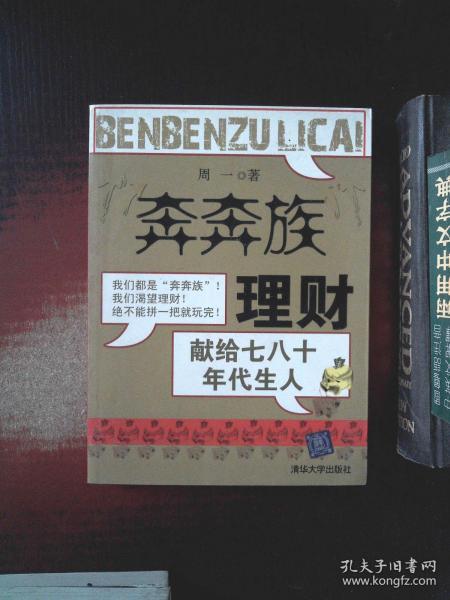 BENBENZU LICAI
周一 著
奔奔族
理财
我们都是“奔奔族”!
我们渴望理财!
绝不能拼一把就玩完!
献给七八十
年代生人
清华大学出版社
ADVANCED
孔夫子旧书网
www.kongfz.com